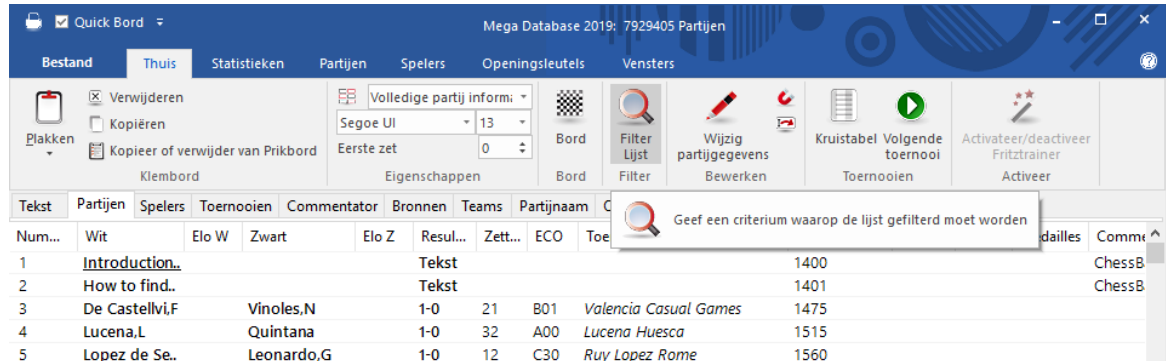 Quick Bord
Mega Database 2019: 7929405 Partijen
Bestand Thuis Statistieken Partijen Spelers Openingsleutels Vensters
Plakken
Verwijderen
Kopiëren
Kopieer of verwijder van Prikbord
Klembord
Volledige partij inform
Segoe UI 13
Eerste zet 0
Eigenschappen
Bord
Bord
Filter
Lijst
Filter
Wijzig
partijgegevens
Bewerken
Kruistabel Volgende
toernooi
Toernooien
Activateer/deactiveer
Fritztrainer
Activeer
Tekst Partijen Spelers Toernooien Commentator Bronnen Teams Partijnaam
Geef een criterium waarop de lijst gefilterd moet worden
Num... Wit Elo W Zwart Elo Z Resul... Zett... ECO Toe dailles Comme
1 Introduction.. Tekst 1400 ChessB
2 How to find.. Tekst 1401 ChessB
3 De Castellvi,F Vinoles,N 1-0 21 B01 Valencia Casual Games 1475
4 Lucena,L Quintana 1-0 32 A00 Lucena Huesca 1515
5 Lopez de Se.. Leonardo,G 1-0 12 C30 Ruy Lopez Rome 1560